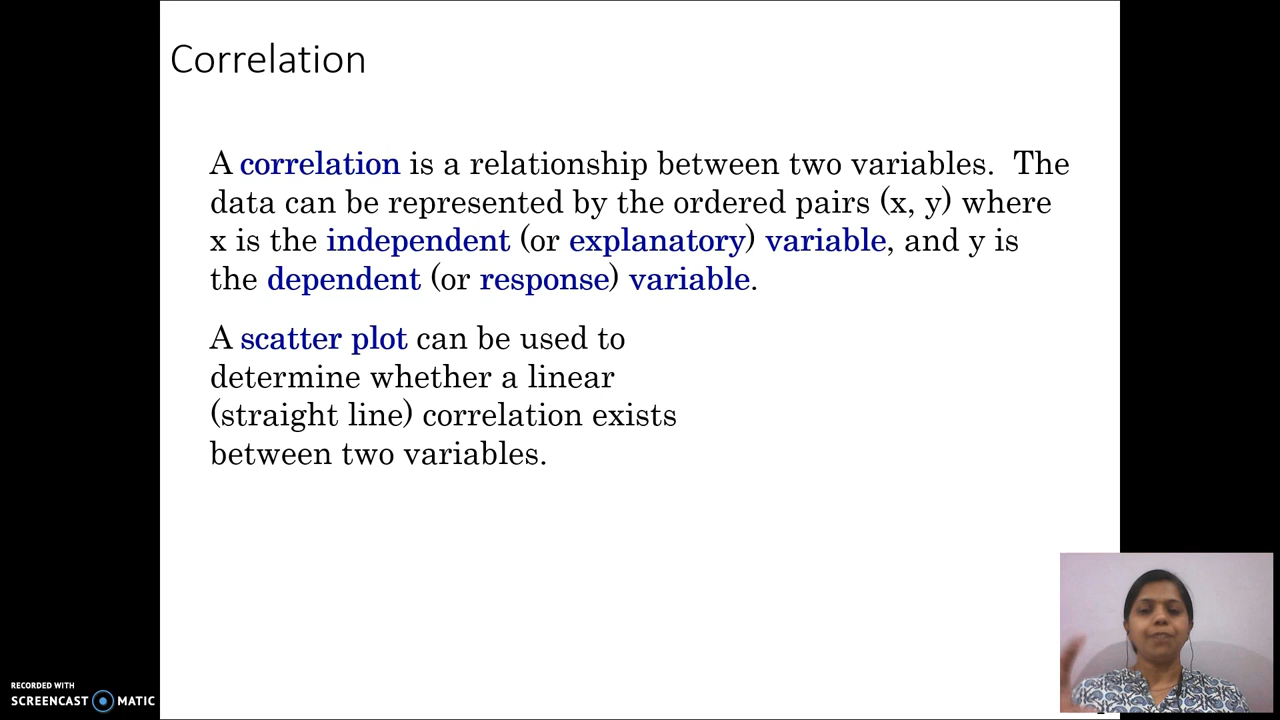 Correlation
A correlation is a relationship between two variables. The
data can be represented by the ordered pairs (x, y) where
x is the independent (or explanatory) variable, and y is
the dependent (or response) variable.
A scatter plot can be used to
determine whether a linear
(straight line) correlation exists
between two variables.
RECORDED WITH
SCREENCAST MATIC